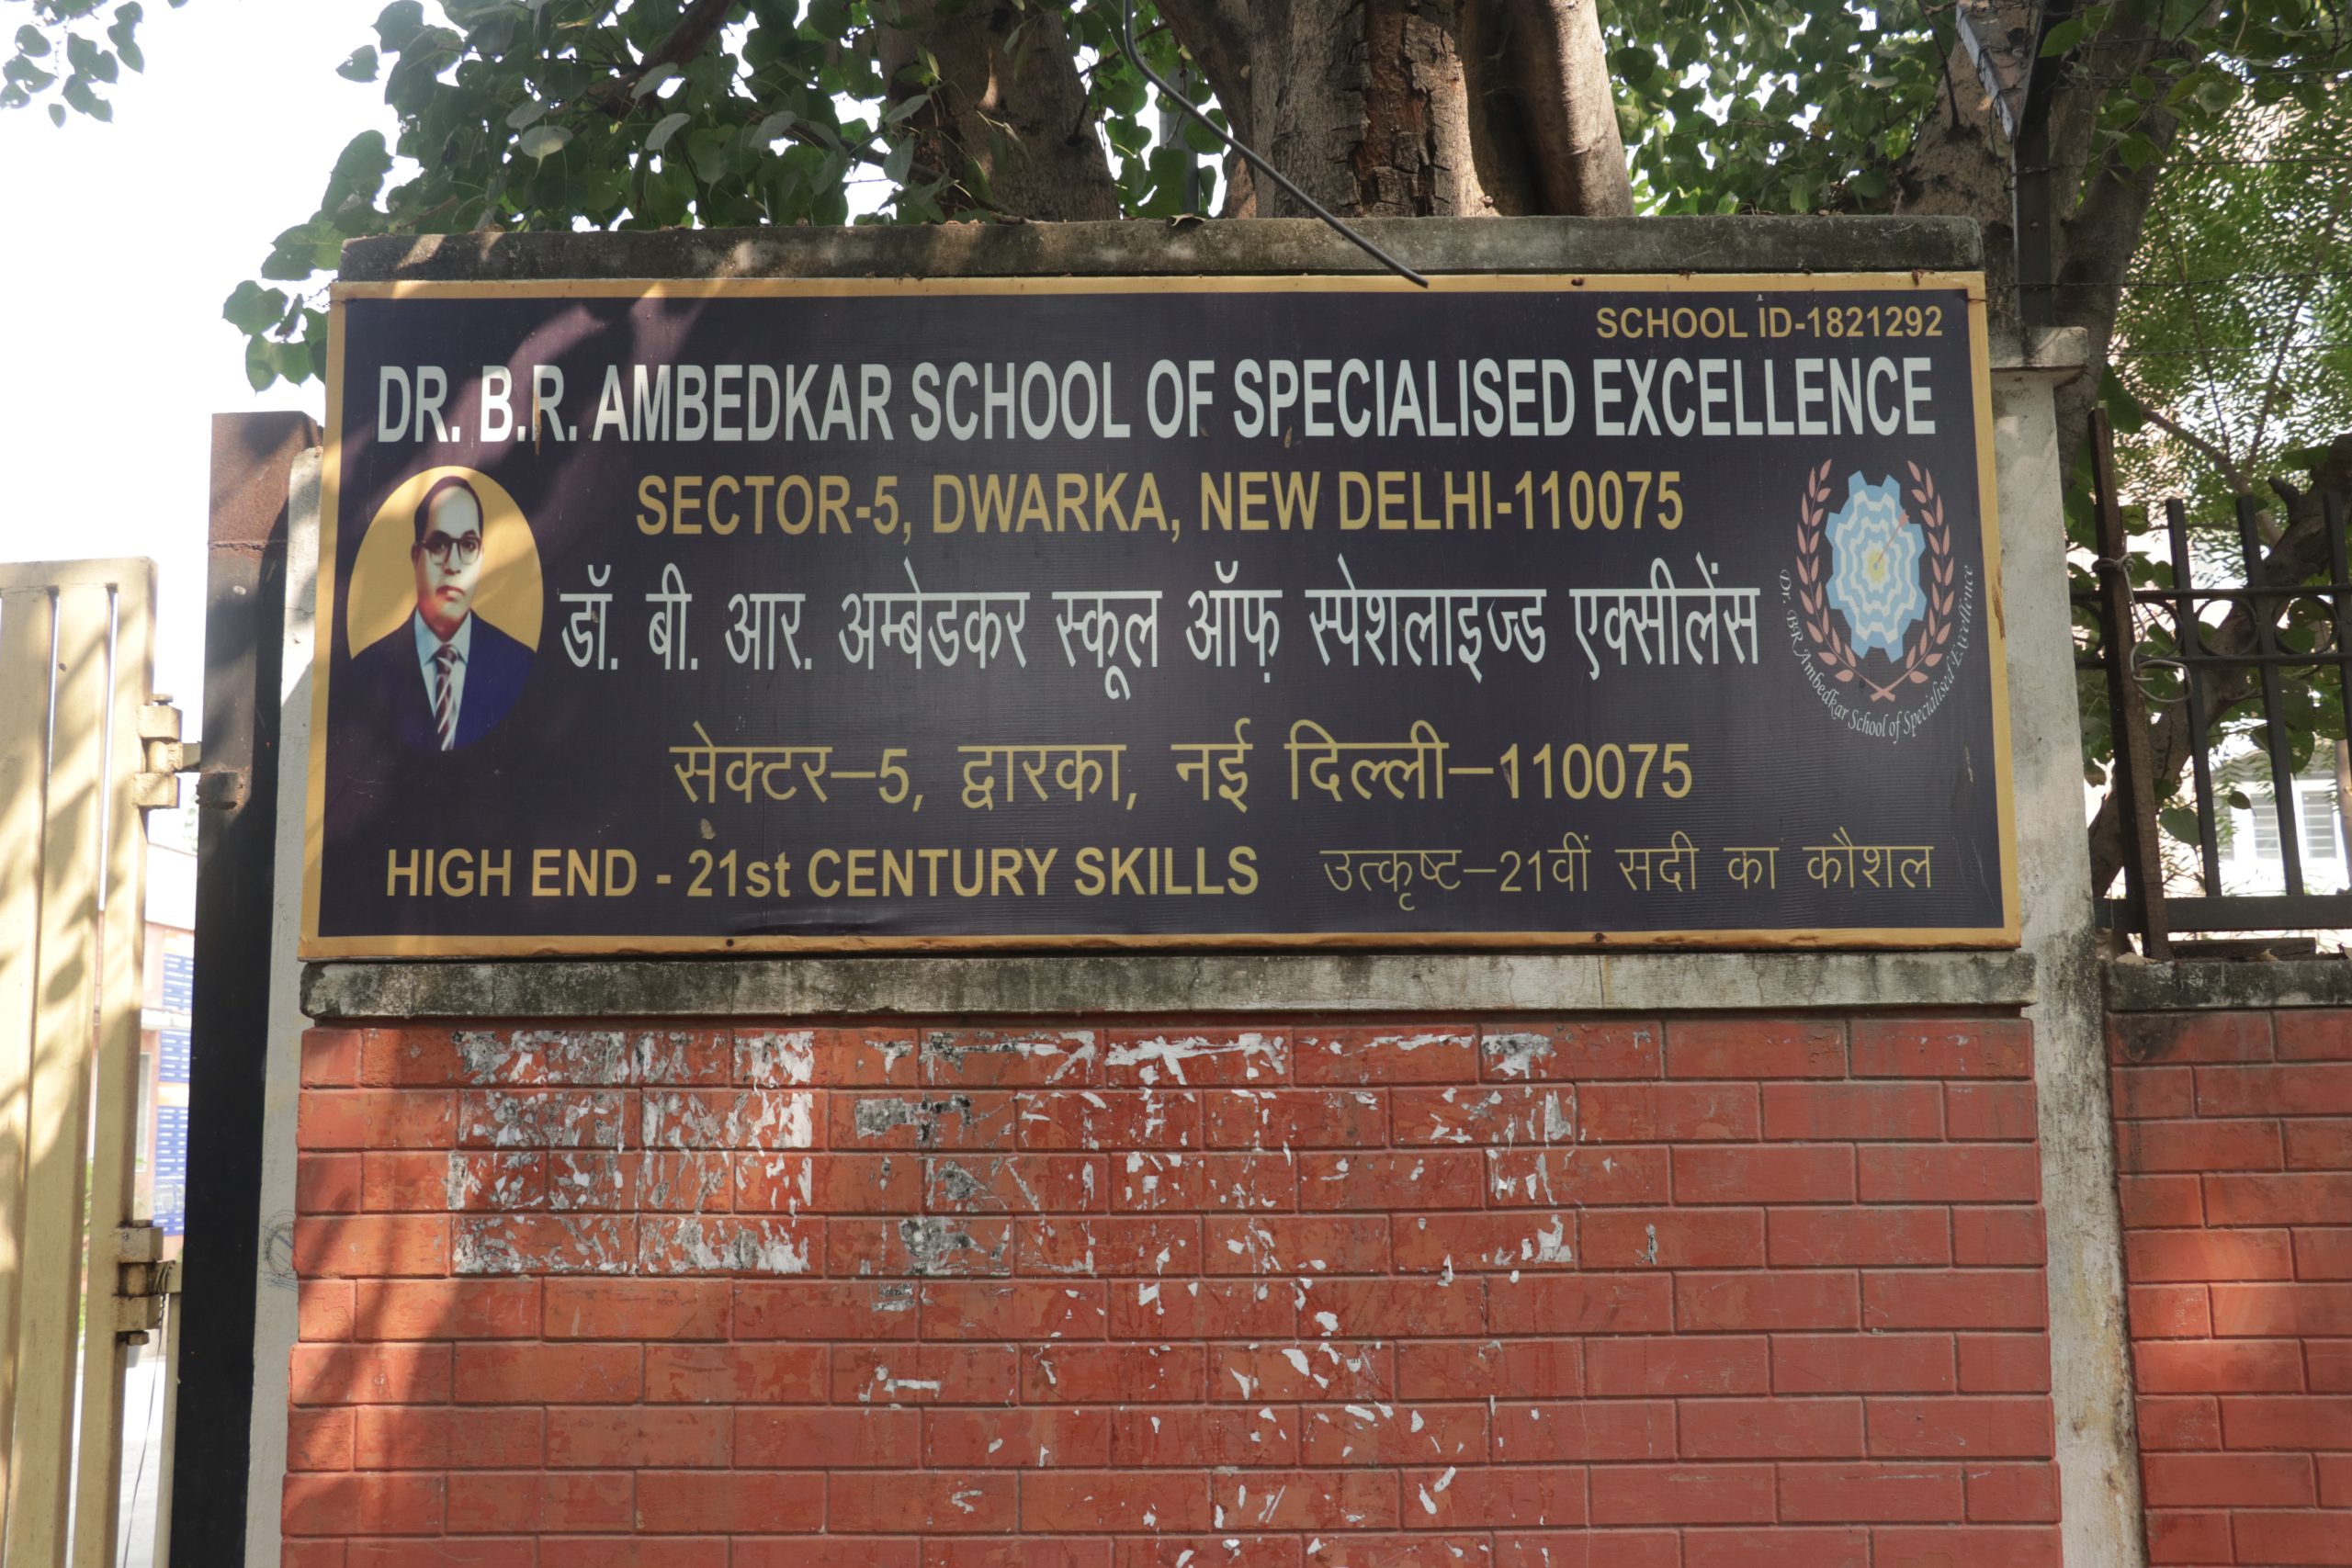 SCHOOL ID-1821292
DR. B.R. AMBEDKAR SCHOOL OF SPECIALISED EXCELLENCE
SECTOR-5, DWARKA, NEW DELHI-110075
डॉ. बी. आर. अम्बेडकर स्कूल ऑफ़ स्पेशलाइज्ड एक्सीलेंस
सेक्टर–5, द्वारका, नई दिल्ली–110075
Dr. B.R Ambedkar School of Specialised Excellence
HIGH END - 21st CENTURY SKILLS उत्कृष्ट–21वीं सदी का कौशल